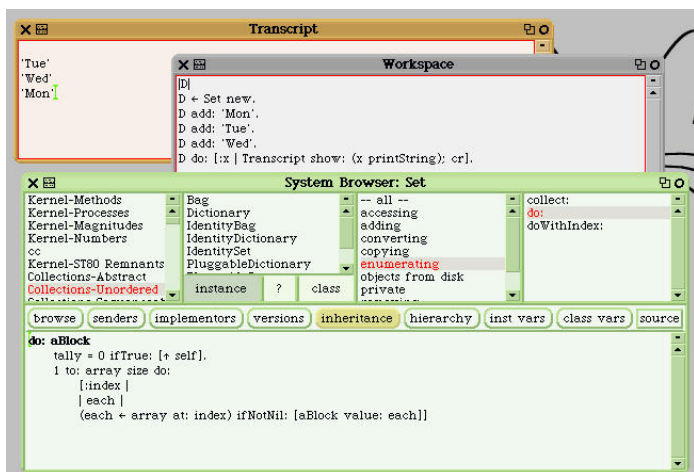 Transcript
'Tue'
'Wed'
'Mon'
Workspace
|D|
D ← Set new.
D add: 'Mon'.
D add: 'Tue'.
D add: 'Wed'.
D do: [:x | Transcript show: (x printString); cr].
System Browser: Set
Kernel-Methods
Kernel-Processes
Kernel-Magnitudes
Kernel-Numbers
cc
Kernel-ST80 Remnants
Collections-Abstract
Collections-Unordered
Bag
Dictionary
IdentityBag
IdentityDictionary
IdentitySet
PluggableDictionary
instance ? class
-- all --
accessing
adding
converting
copying
enumerating
objects from disk
private
collect:
do:
doWithIndex:
browse senders implementors versions inheritance hierarchy inst vars class vars source
do: aBlock
tally = 0 ifTrue: [↑ self].
1 to: array size do:
[:index |
| each |
(each ← array at: index) ifNotNil: [aBlock value: each]]